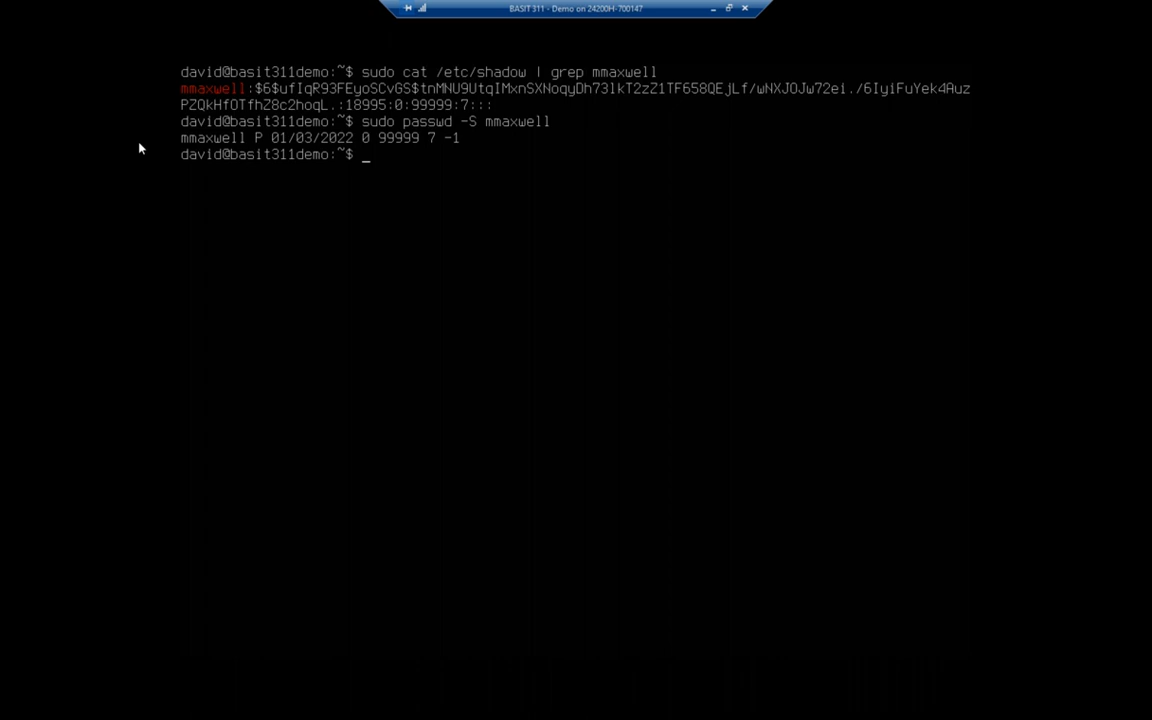 BASIT 311 - Demo on 24200H-700147
david@basit311demo:~$ sudo cat /etc/shadow | grep mmaxwell
mmaxwell:$6$ufIqR93FEyoSCvGS$tnMNU9UtqIMxnSXNoqyDh73lkT2zZ1TF658QEjLf/wNXJOJw72ei./6IyiFuYek4Auz
PZQkHfOTfhZ8c2hoqL.:18995:0:99999:7:::
david@basit311demo:~$ sudo passwd -S mmaxwell
mmaxwell P 01/03/2022 0 99999 7 -1
david@basit311demo:~$ _